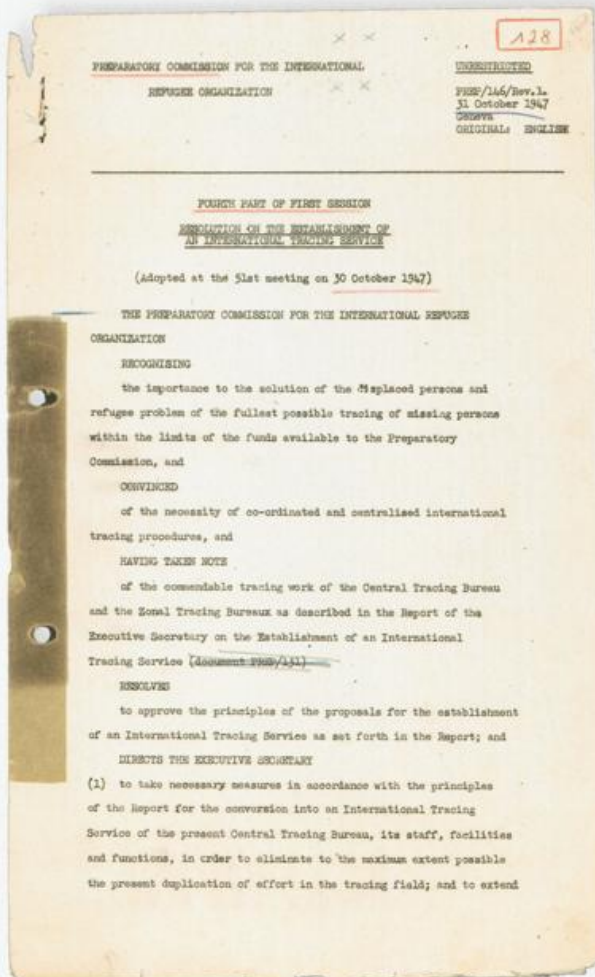 128
PREPARATORY COMMISSION FOR THE INTERNATIONAL
REFUGEE ORGANIZATION
UNRESTRICTED
PREP/146/Rev.1.
31 October 1947
Geneva
ORIGINAL: ENGLISH
FOURTH PART OF FIRST SESSION
RESOLUTION ON THE ESTABLISHMENT OF
AN INTERNATIONAL TRACING SERVICE
(Adopted at the 51st meeting on 30 October 1947)
THE PREPARATORY COMMISSION FOR THE INTERNATIONAL REFUGEE
ORGANIZATION
RECOGNISING
the importance to the solution of the displaced persons and
refugee problem of the fullest possible tracing of missing persons
within the limits of the funds available to the Preparatory
Commission, and
CONVINCED
of the necessity of co-ordinated and centralised international
tracing procedures, and
HAVING TAKEN NOTE
of the commendable tracing work of the Central Tracing Bureau
and the Zonal Tracing Bureaux as described in the Report of the
Executive Secretary on the Establishment of an International
Tracing Service (document PREP/131)
RESOLVES
to approve the principles of the proposals for the establishment
of an International Tracing Service as set forth in the Report; and
DIRECTS THE EXECUTIVE SECRETARY
(1) to take necessary measures in accordance with the principles
of the Report for the conversion into an International Tracing
Service of the present Central Tracing Bureau, its staff, facilities
and functions, in order to eliminate to the maximum extent possible
the present duplication of effort in the tracing field; and to extend